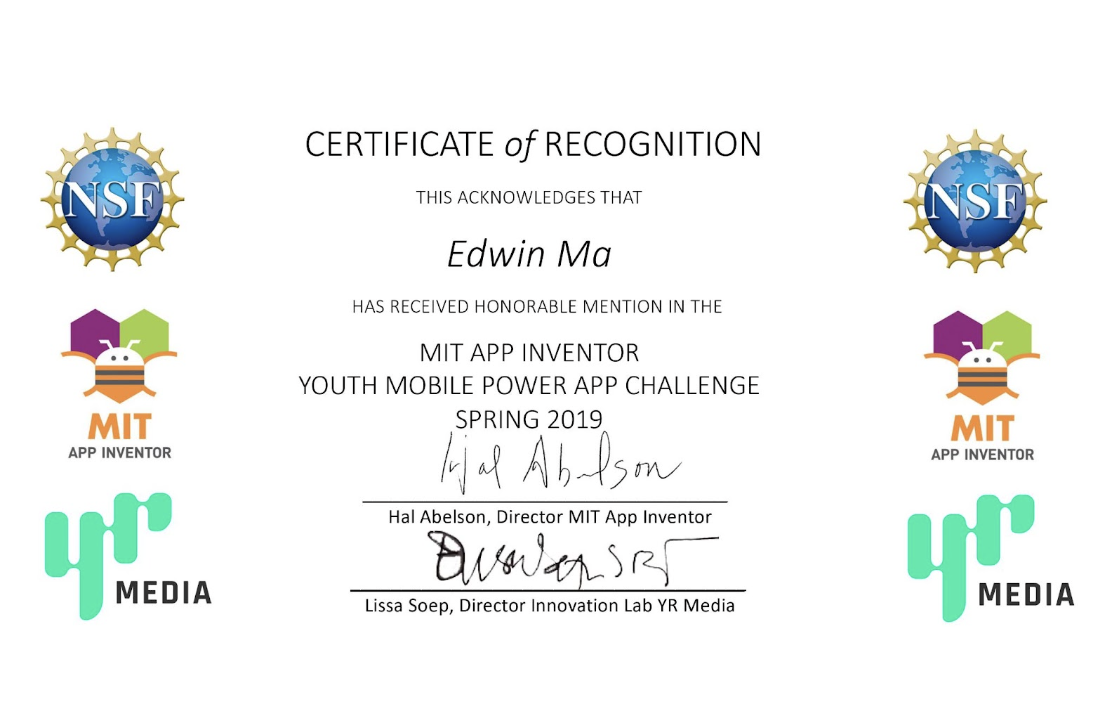 CERTIFICATE of RECOGNITION
THIS ACKNOWLEDGES THAT
Edwin Ma
HAS RECEIVED HONORABLE MENTION IN THE
MIT APP INVENTOR
YOUTH MOBILE POWER APP CHALLENGE
SPRING 2019
Hal Abelson
Hal Abelson, Director MIT App Inventor
Lissa Soep, Director Innovation Lab YR Media
NSF
MIT
APP INVENTOR
yr
MEDIA
NSF
MIT
APP INVENTOR
yr
MEDIA